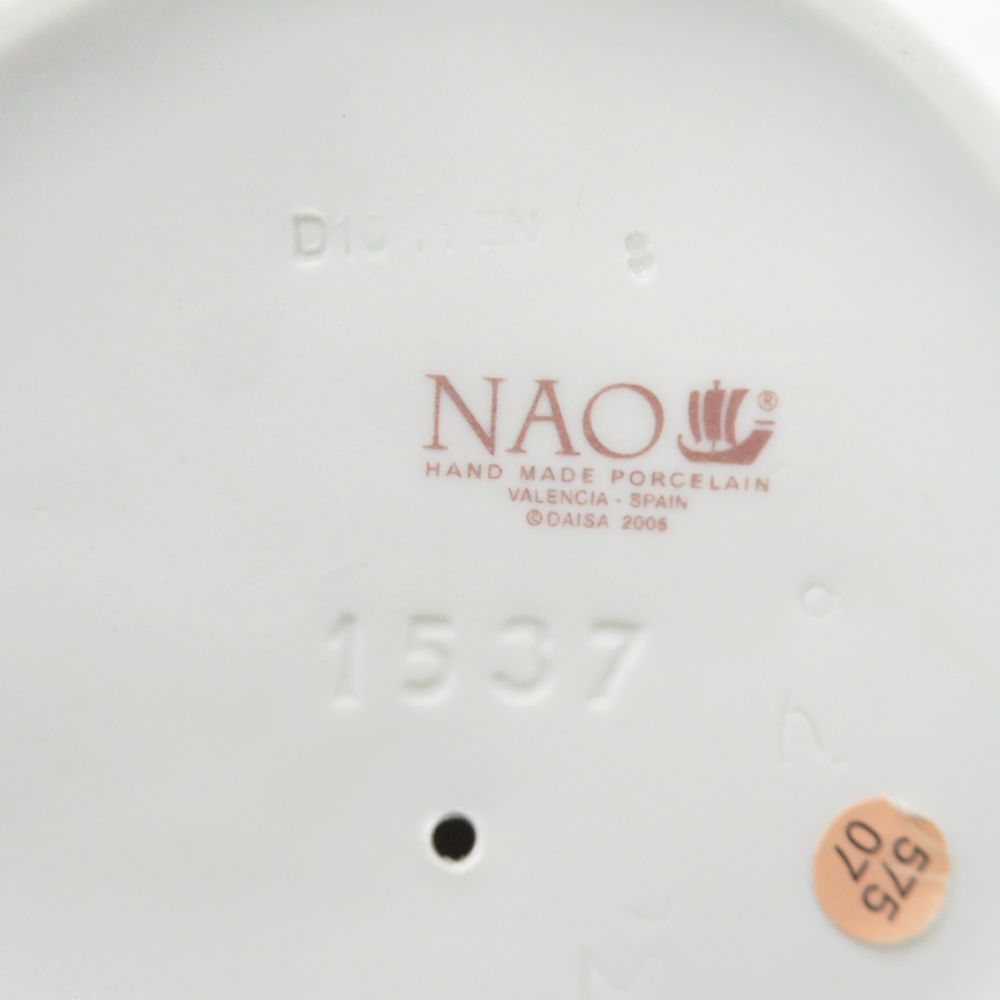 NAO ®
HAND MADE PORCELAIN
VALENCIA - SPAIN
© DAISA 2006
1537
575
07